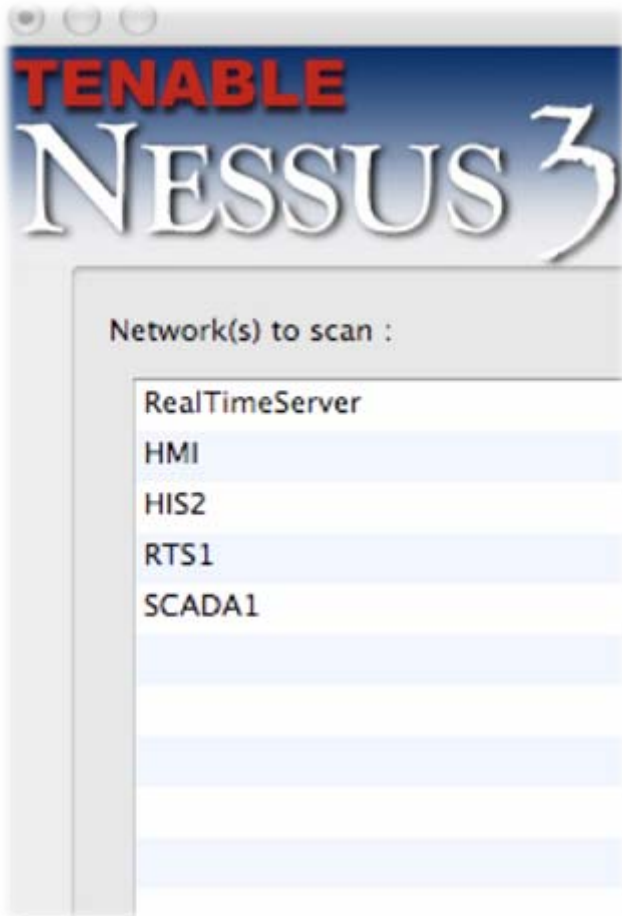 TENABLE
NESSUS 3
Network(s) to scan :
RealTimeServer
HMI
HIS2
RTS1
SCADA1